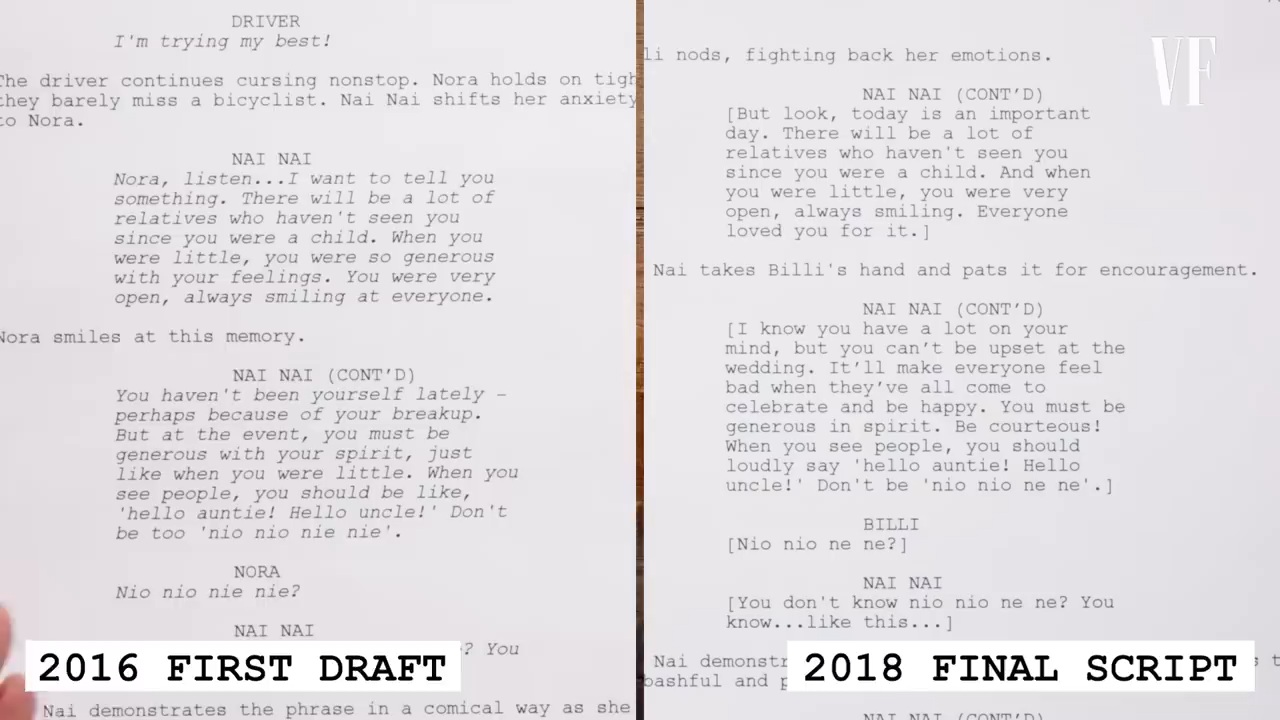 DRIVER
I'm trying my best!
The driver continues cursing nonstop. Nora holds on tigh
they barely miss a bicyclist. Nai Nai shifts her anxiety
to Nora.
NAI NAI
Nora, listen...I want to tell you
something. There will be a lot of
relatives who haven't seen you
since you were a child. When you
were little, you were so generous
with your feelings. You were very
open, always smiling at everyone.
Nora smiles at this memory.
NAI NAI (CONT'D)
You haven't been yourself lately –
perhaps because of your breakup.
But at the event, you must be
generous with your spirit, just
like when you were little. When you
see people, you should be like,
'hello auntie! Hello uncle!' Don't
be too 'nio nio nie nie'.
NORA
Nio nio nie nie?
NAI NAI
? You
Nai demonstrates the phrase in a comical way as she
2016 FIRST DRAFT
VF
li nods, fighting back her emotions.
NAI NAI (CONT'D)
[But look, today is an important
day. There will be a lot of
relatives who haven't seen you
since you were a child. And when
you were little, you were very
open, always smiling. Everyone
loved you for it.]
Nai takes Billi's hand and pats it for encouragement.
NAI NAI (CONT'D)
[I know you have a lot on your
mind, but you can't be upset at the
wedding. It'll make everyone feel
bad when they've all come to
celebrate and be happy. You must be
generous in spirit. Be courteous!
When you see people, you should
loudly say 'hello auntie! Hello
uncle!' Don't be 'nio nio ne ne'.]
BILLI
[Nio nio ne ne?]
NAI NAI
[You don't know nio nio ne ne? You
know...like this...]
Nai demonstr
bashful and p
NAI NAI (CONT'D)
2018 FINAL SCRIPT